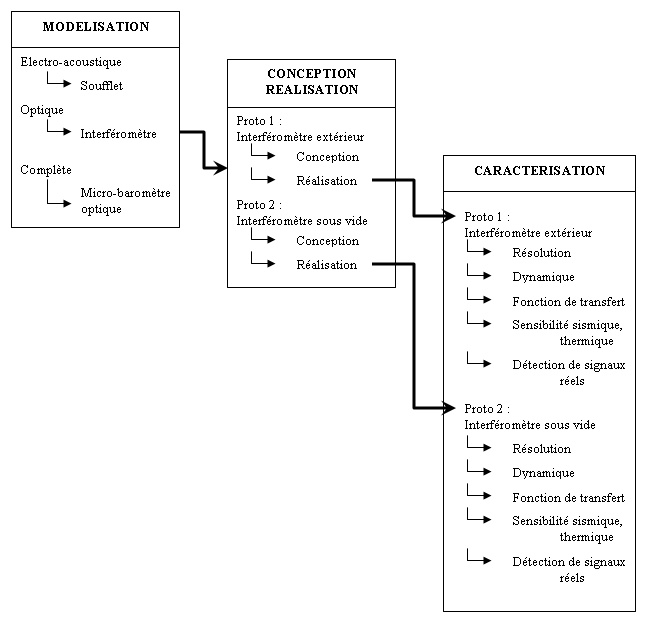 MODELISATION
Electro-acoustique
Soufflet
Optique
Interféromètre
Complète
Micro-baromètre
optique
CONCEPTION
REALISATION
Proto 1 :
Interféromètre extérieur
Conception
Réalisation
Proto 2 :
Interféromètre sous vide
Conception
Réalisation
CARACTERISATION
Proto 1 :
Interféromètre extérieur
Résolution
Dynamique
Fonction de transfert
Sensibilité sismique,
thermique
Détection de signaux
réels
Proto 2 :
Interféromètre sous vide
Résolution
Dynamique
Fonction de transfert
Sensibilité sismique,
thermique
Détection de signaux
réels